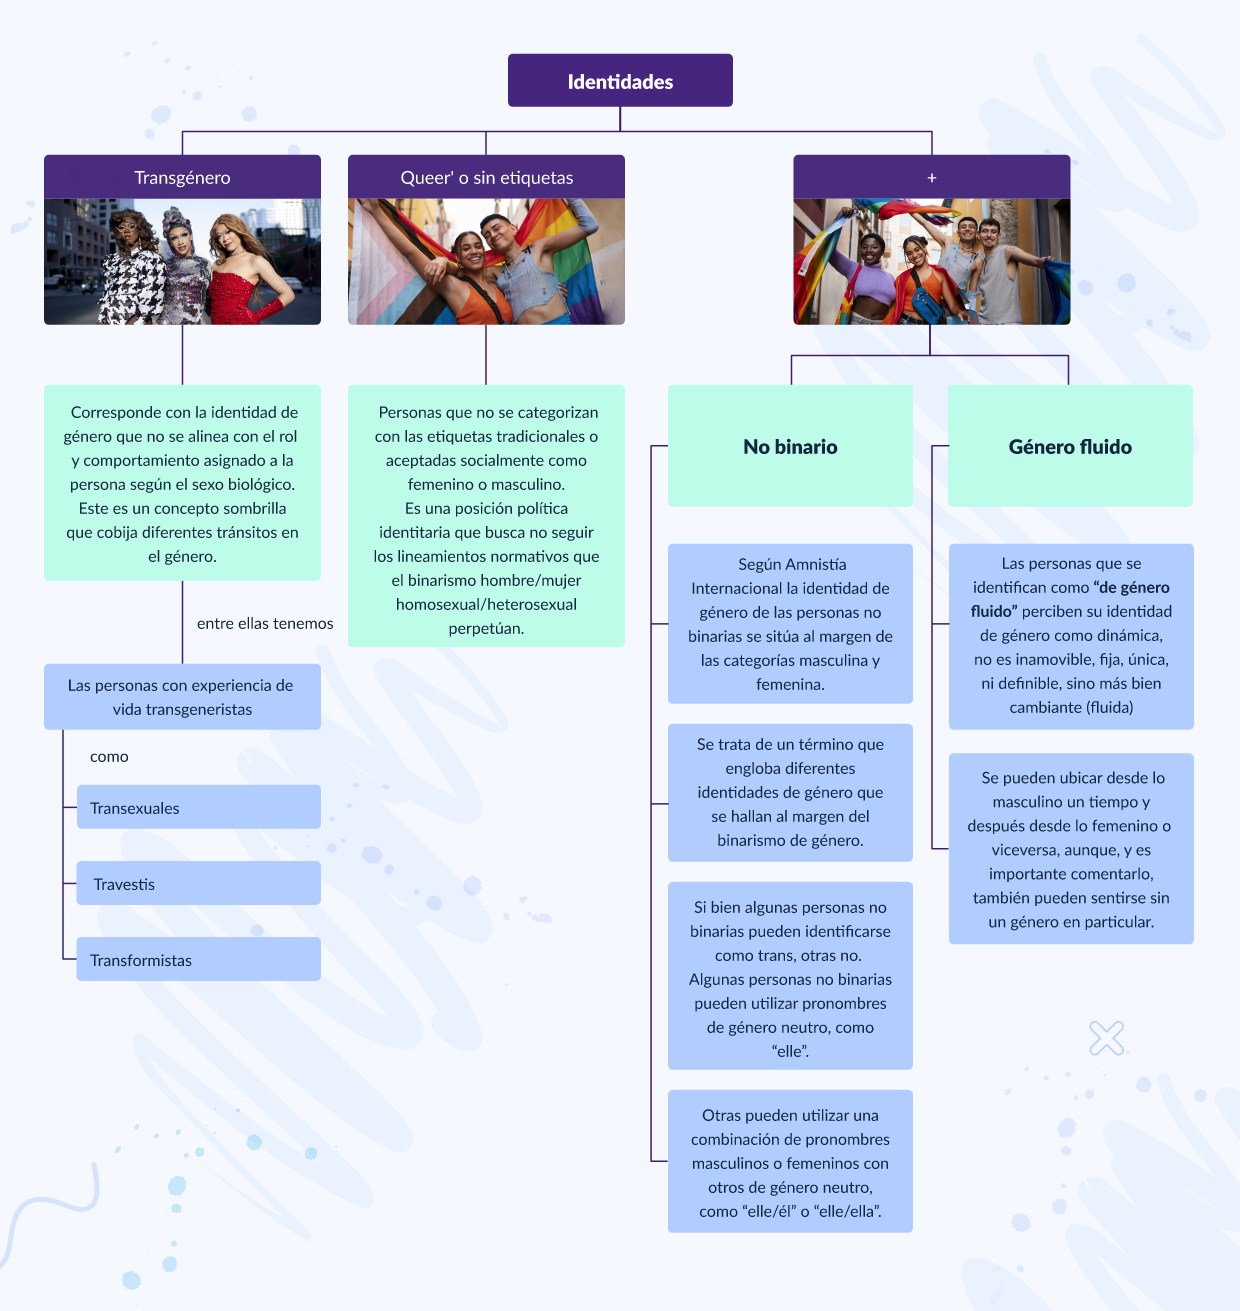 Identidades
Transgénero
Corresponde con la identidad de
género que no se alinea con el rol
y comportamiento asignado a la
persona según el sexo biológico.
Este es un concepto sombrilla
que cobija diferentes tránsitos en
el género.
entre ellas tenemos
Las personas con experiencia de
vida transgeneristas
como
Transexuales
Travestis
Transformistas
Queer' o sin etiquetas
Personas que no se categorizan
con las etiquetas tradicionales o
aceptadas socialmente como
femenino o masculino.
Es una posición política
identitaria que busca no seguir
los lineamientos normativos que
el binarismo hombre/mujer
homosexual/heterosexual
perpetúan.
+
No binario
Según Amnistía
Internacional la identidad de
género de las personas no
binarias se sitúa al margen de
las categorías masculina y
femenina.
Se trata de un término que
engloba diferentes
identidades de género que
se hallan al margen del
binarismo de género.
Si bien algunas personas no
binarias pueden identificarse
como trans, otras no.
Algunas personas no binarias
pueden utilizar pronombres
de género neutro, como
“elle”.
Otras pueden utilizar una
combinación de pronombres
masculinos o femeninos con
otros de género neutro,
como “elle/él” o “elle/ella”.
Género fluido
Las personas que se
identifican como “de género
fluido” perciben su identidad
de género como dinámica,
no es inamovible, fija, única,
ni definible, sino más bien
cambiante (fluida)
Se pueden ubicar desde lo
masculino un tiempo y
después desde lo femenino o
viceversa, aunque, y es
importante comentarlo,
también pueden sentirse sin
un género en particular.